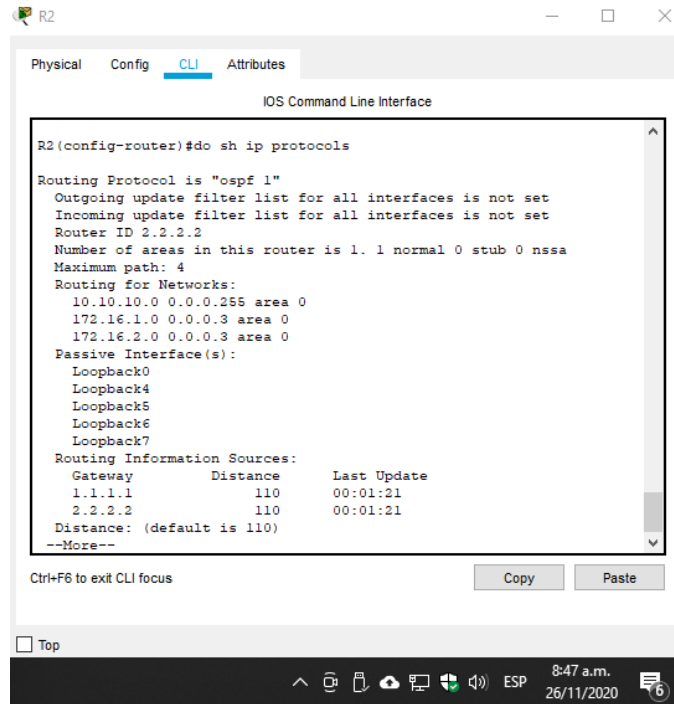 R2
Physical Config CLI Attributes
IOS Command Line Interface
R2(config-router)#do sh ip protocols
Routing Protocol is "ospf 1"
Outgoing update filter list for all interfaces is not set
Incoming update filter list for all interfaces is not set
Router ID 2.2.2.2
Number of areas in this router is 1. 1 normal 0 stub 0 nssa
Maximum path: 4
Routing for Networks:
10.10.10.0 0.0.0.255 area 0
172.16.1.0 0.0.0.3 area 0
172.16.2.0 0.0.0.3 area 0
Passive Interface(s):
Loopback0
Loopback4
Loopback5
Loopback6
Loopback7
Routing Information Sources:
Gateway Distance Last Update
1.1.1.1 110 00:01:21
2.2.2.2 110 00:01:21
Distance: (default is 110)
--More--
Ctrl+F6 to exit CLI focus
Copy Paste
Top
ESP
8:47 a.m.
26/11/2020
6